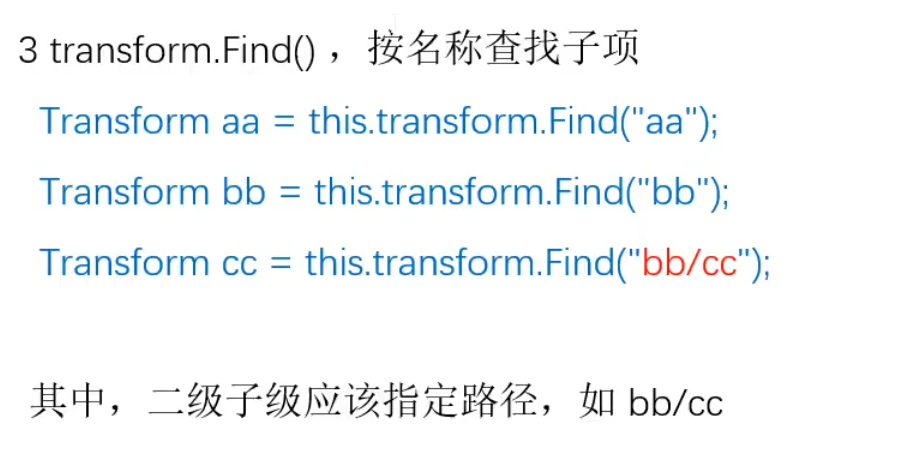 3 transform.Find() ，按名称查找子项
Transform aa = this.transform.Find("aa");
Transform bb = this.transform.Find("bb");
Transform cc = this.transform.Find("bb/cc");
其中，二级子级应该指定路径，如 bb/cc